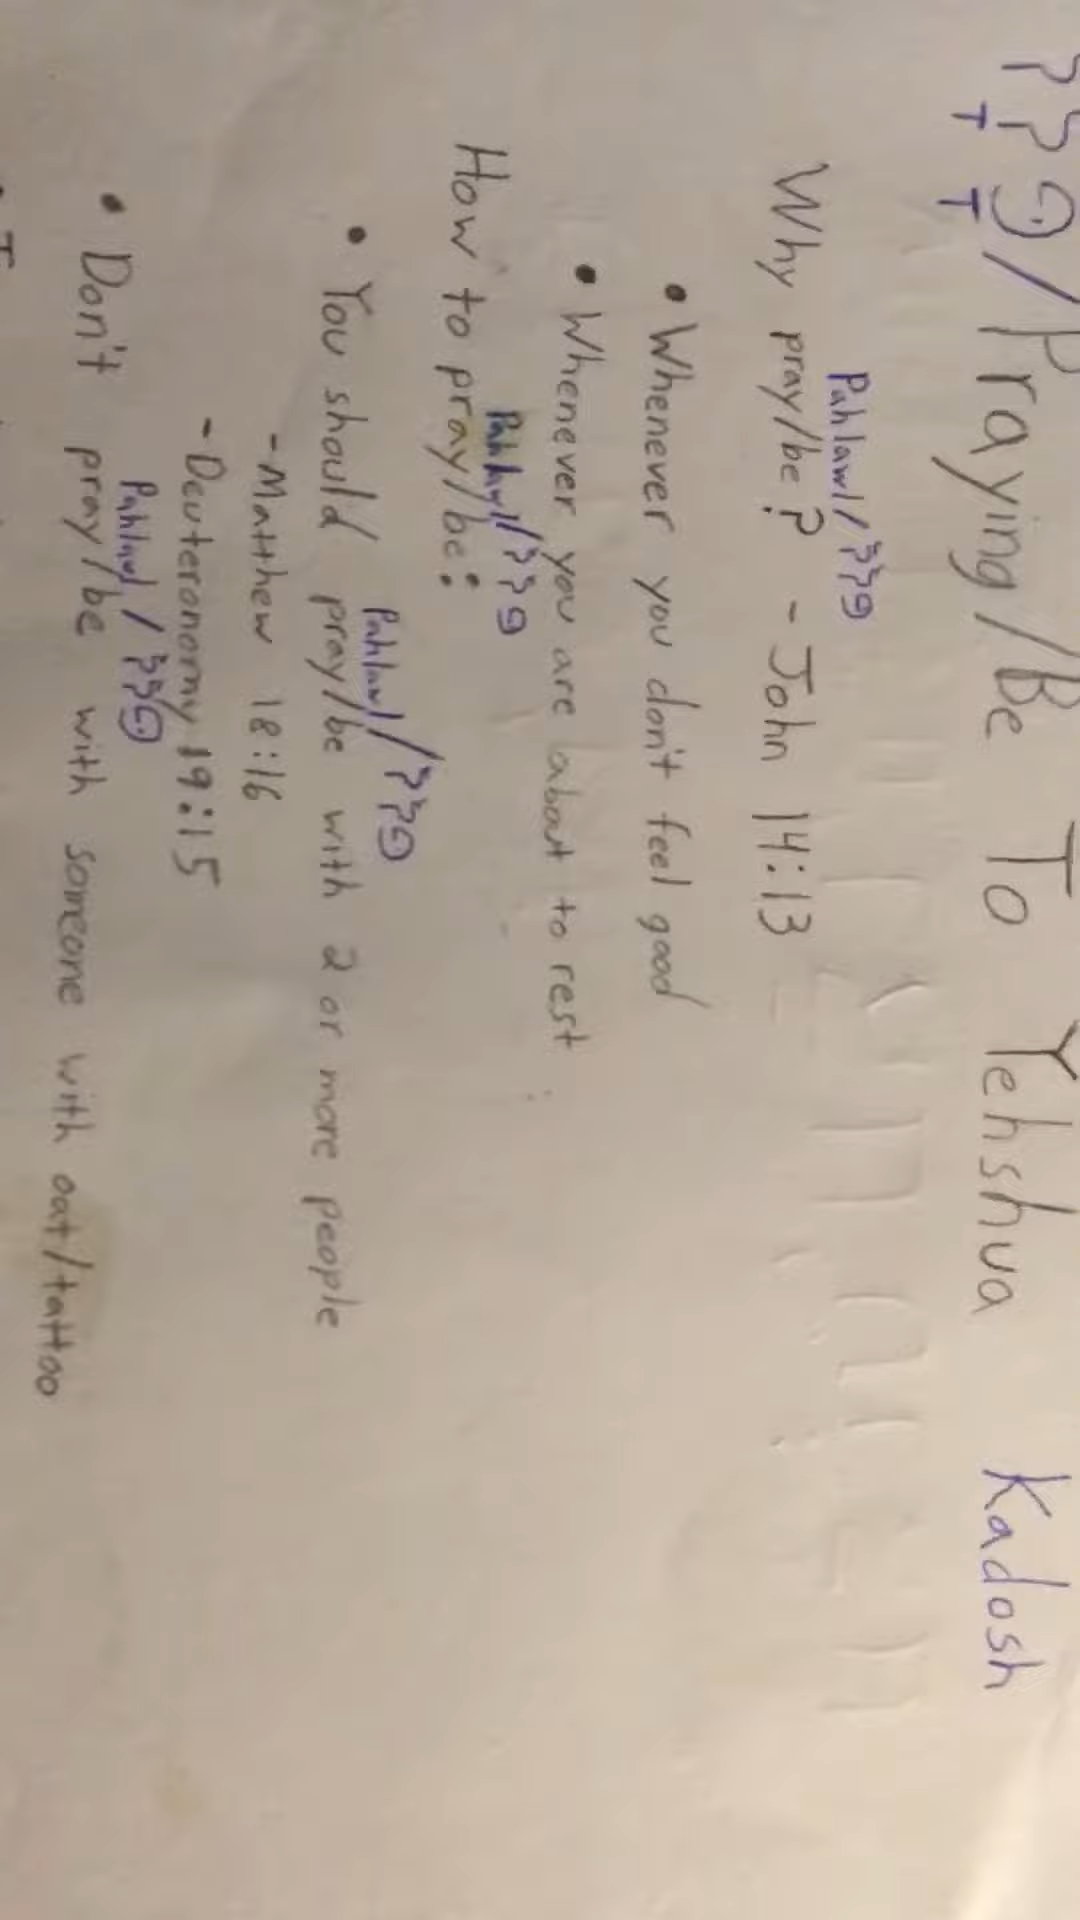 /Praying/Be To Yehshua Kadosh
Pahlawl/
Why pray/be? - John 14:13
• Whenever you don't feel good
• Whenever you are about to rest
Pahlawl/
How to pray/be:
Pahlawl/
• You should pray/be with 2 or more people
- Matthew 18:16
- Deuteronomy 19:15
Pahlawl/
• Don't pray/be with someone with oat/tattoo